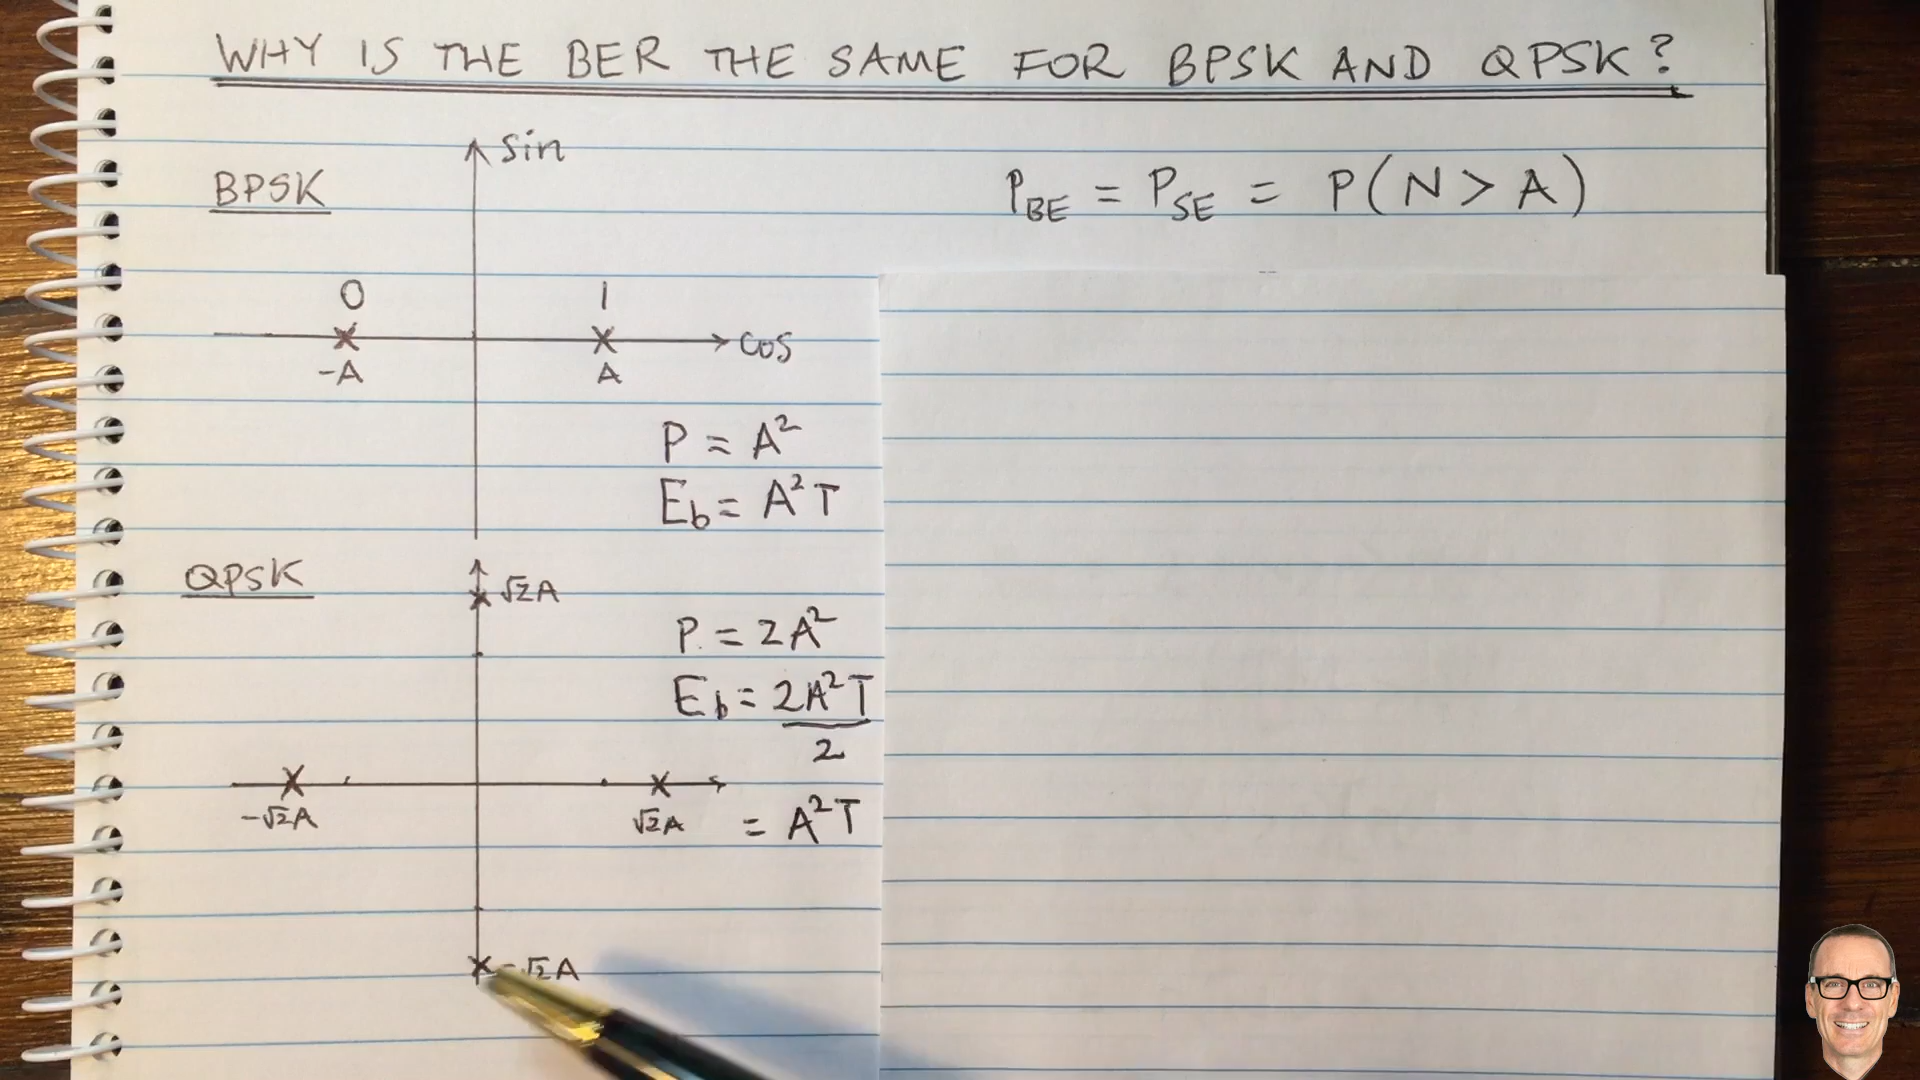 WHY IS THE BER THE SAME FOR BPSK AND QPSK?
sin
BPSK
P_BE = P_SE = P(N > A)
0 1
cos
-A A
P = A²
E_b = A²T
QPSK
√2A
P = 2A²
E_b = 2A²T
2
-√2A √2A = A²T
-√2A